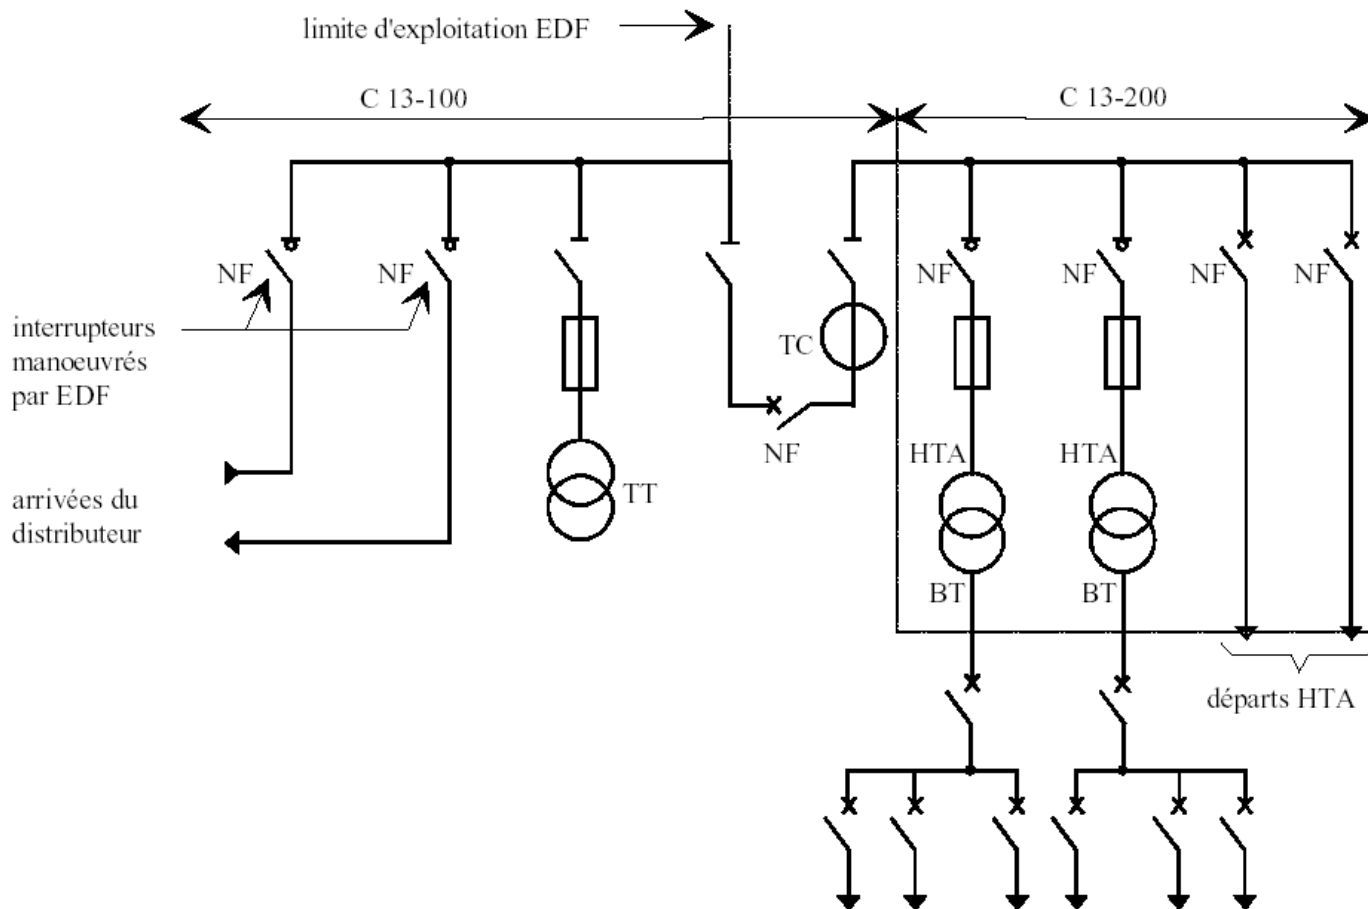 limite d'exploitation EDF
C 13-100
C 13-200
NF
NF
NF
NF
NF
NF
interrupteurs
manoeuvrés
par EDF
TC
NF
HTA
HTA
arrivées du
distributeur
TT
BT
BT
départs HTA